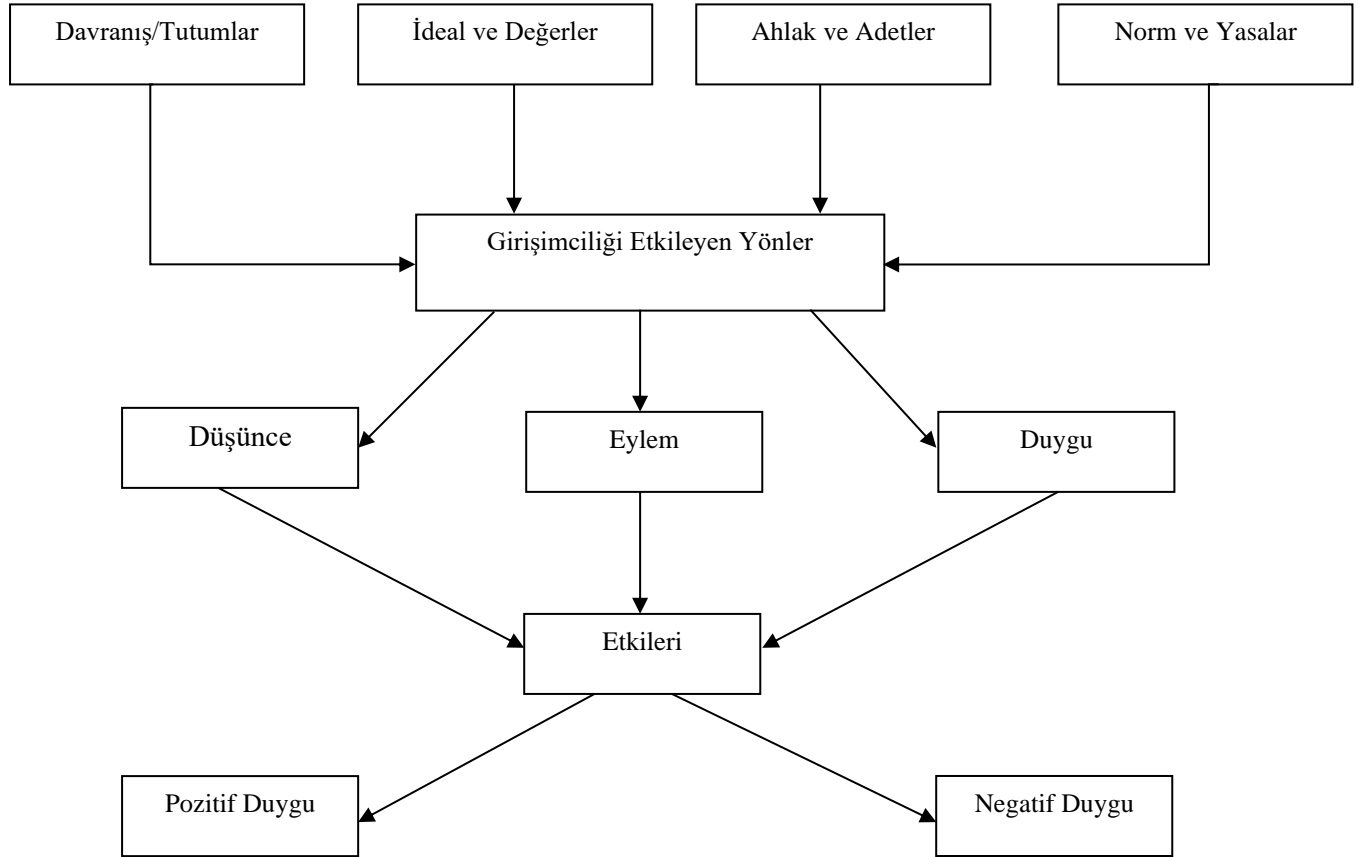 Davranış/Tutumlar
İdeal ve Değerler
Ahlak ve Adetler
Norm ve Yasalar
Girişimciliği Etkileyen Yönler
Düşünce
Eylem
Duygu
Etkileri
Pozitif Duygu
Negatif Duygu